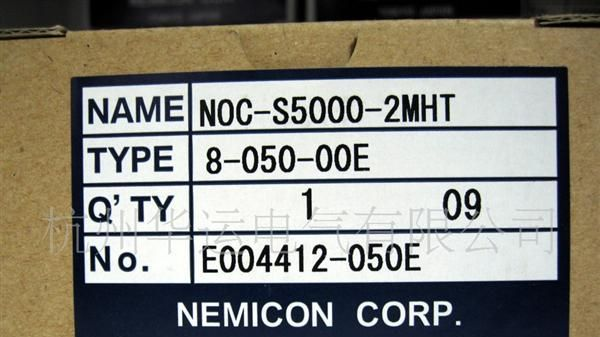 NAME NOC-S5000-2MHT
TYPE 8-050-00E
Q'TY 1 09
No. E004412-050E
杭州华运电气有限公司
NEMICON CORP.